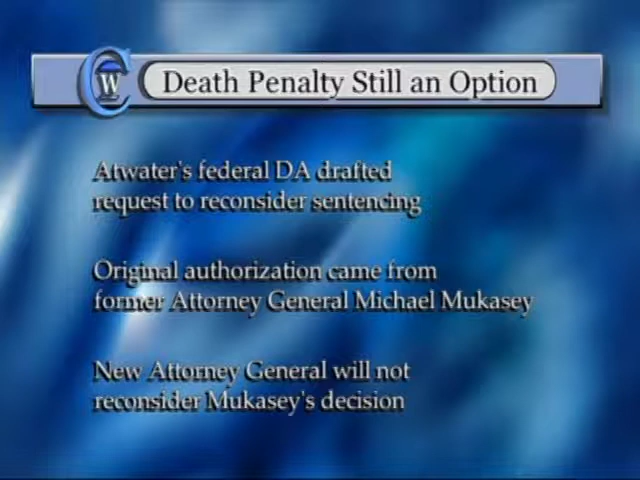 CW
Death Penalty Still an Option
Atwater's federal DA drafted
request to reconsider sentencing
Original authorization came from
former Attorney General Michael Mukasey
New Attorney General will not
reconsider Mukasey's decision